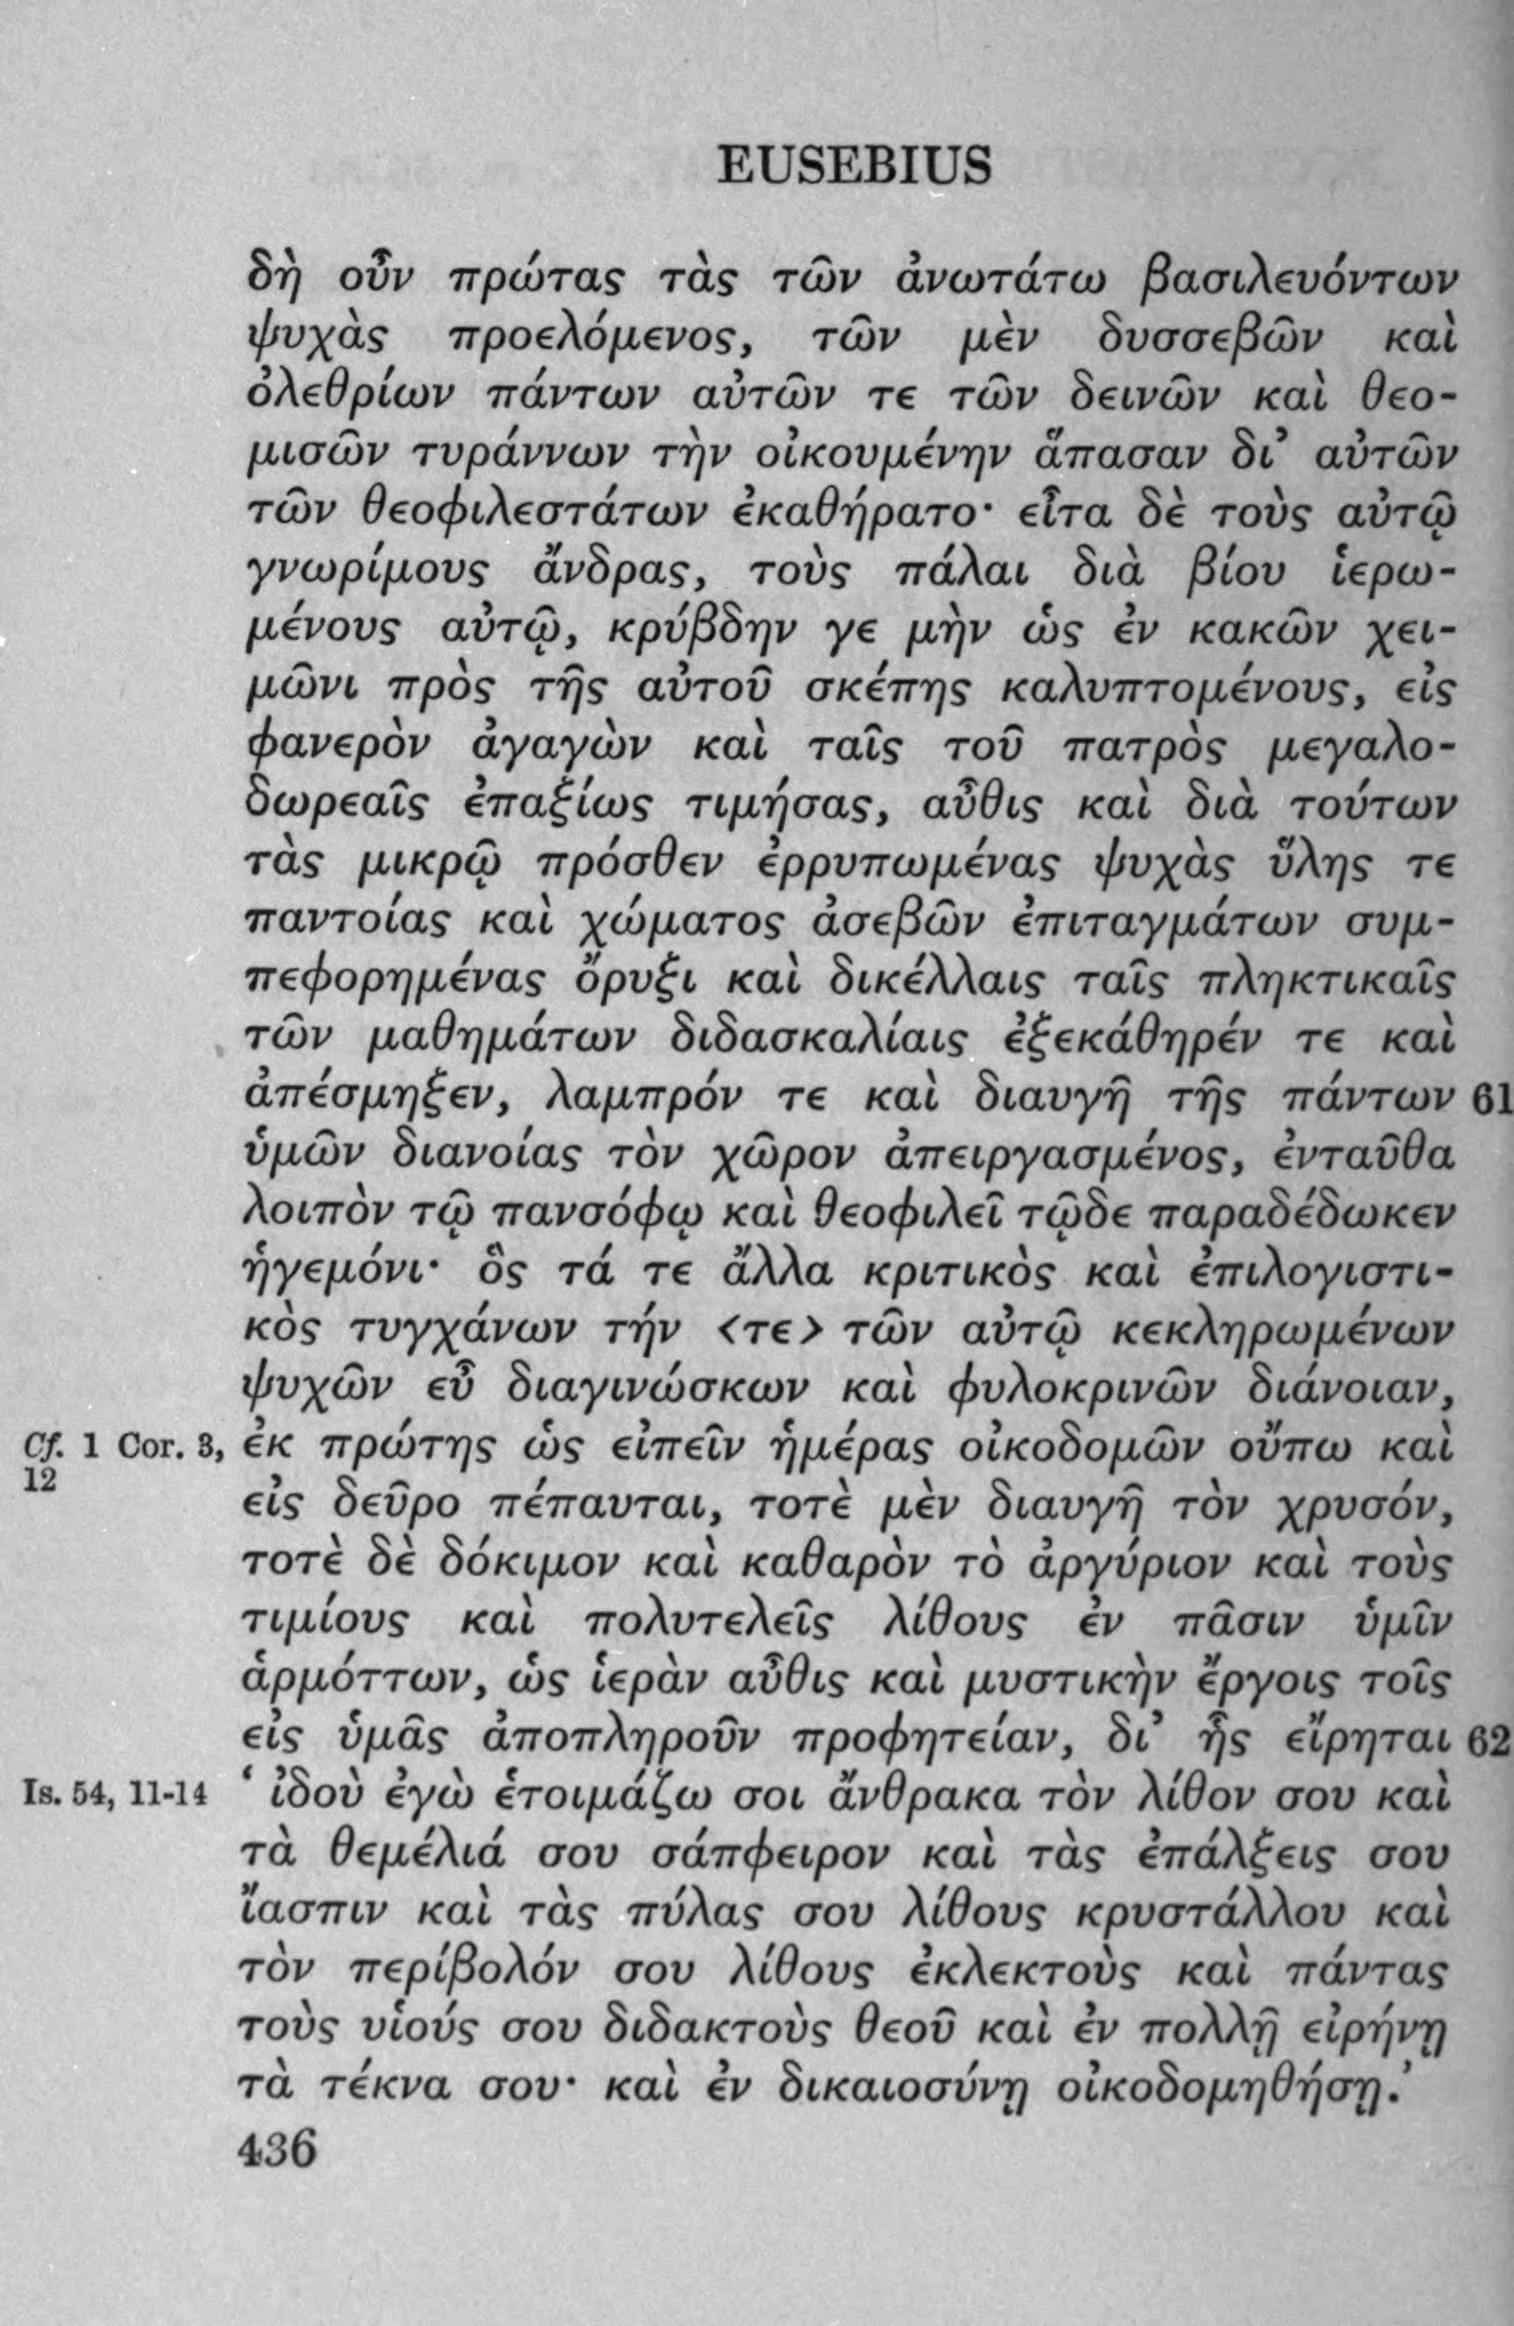 EUSEBIUS
δὴ οὖν πρώτας τὰς τῶν ἀνωτάτω βασιλευόντων
ψυχὰς προελόμενος, τῶν μὲν δυσσεβῶν καὶ
ὀλεθρίων πάντων αὐτῶν τε τῶν δεινῶν καὶ θεο-
μισῶν τυράννων τὴν οἰκουμένην ἅπασαν δι’ αὐτῶν
τῶν θεοφιλεστάτων ἐκαθήρατο· εἶτα δὲ τοὺς αὐτῷ
γνωρίμους ἄνδρας, τοὺς πάλαι διὰ βίου ἱερω-
μένους αὐτῷ, κρύβδην γε μὴν ὡς ἐν κακῶν χει-
μῶνι πρὸς τῆς αὐτοῦ σκέπης καλυπτομένους, εἰς
φανερὸν ἀγαγὼν καὶ ταῖς τοῦ πατρὸς μεγαλο-
δωρεαῖς ἐπαξίως τιμήσας, αὖθις καὶ διὰ τούτων
τὰς μικρῷ πρόσθεν ἐρρυπωμένας ψυχὰς ὕλης τε
παντοίας καὶ χώματος ἀσεβῶν ἐπιταγμάτων συμ-
πεφορημένας ὄρυξι καὶ δικέλλαις ταῖς πληκτικαῖς
τῶν μαθημάτων διδασκαλίαις ἐξεκάθηρέν τε καὶ
ἀπέσμηξεν, λαμπρόν τε καὶ διαυγῆ τῆς πάντων 61
ὑμῶν διανοίας τὸν χῶρον ἀπειργασμένος, ἐνταῦθα
λοιπὸν τῷ πανσόφῳ καὶ θεοφιλεῖ τῷδε παραδέδωκεν
ἡγεμόνι· ὃς τά τε ἄλλα κριτικὸς καὶ ἐπιλογιστι-
κὸς τυγχάνων τήν <τε> τῶν αὐτῷ κεκληρωμένων
ψυχῶν εὖ διαγινώσκων καὶ φυλοκρινῶν διάνοιαν,
Cf. 1 Cor. 3, ἐκ πρώτης ὡς εἰπεῖν ἡμέρας οἰκοδομῶν οὔπω καὶ
12
εἰς δεῦρο πέπαυται, τοτὲ μὲν διαυγῆ τὸν χρυσόν,
τοτὲ δὲ δόκιμον καὶ καθαρὸν τὸ ἀργύριον καὶ τοὺς
τιμίους καὶ πολυτελεῖς λίθους ἐν πᾶσιν ὑμῖν
ἁρμόττων, ὡς ἱερὰν αὖθις καὶ μυστικὴν ἔργοις τοῖς
εἰς ὑμᾶς ἀποπληροῦν προφητείαν, δι’ ἧς εἴρηται 62
Is. 54, 11-14 ‘ ἰδοὺ ἐγὼ ἑτοιμάζω σοι ἄνθρακα τὸν λίθον σου καὶ
τὰ θεμέλιά σου σάπφειρον καὶ τὰς ἐπάλξεις σου
ἴασπιν καὶ τὰς πύλας σου λίθους κρυστάλλου καὶ
τὸν περίβολόν σου λίθους ἐκλεκτοὺς καὶ πάντας
τοὺς υἱούς σου διδακτοὺς θεοῦ καὶ ἐν πολλῇ εἰρήνῃ
τὰ τέκνα σου· καὶ ἐν δικαιοσύνῃ οἰκοδομηθήσῃ.’
436